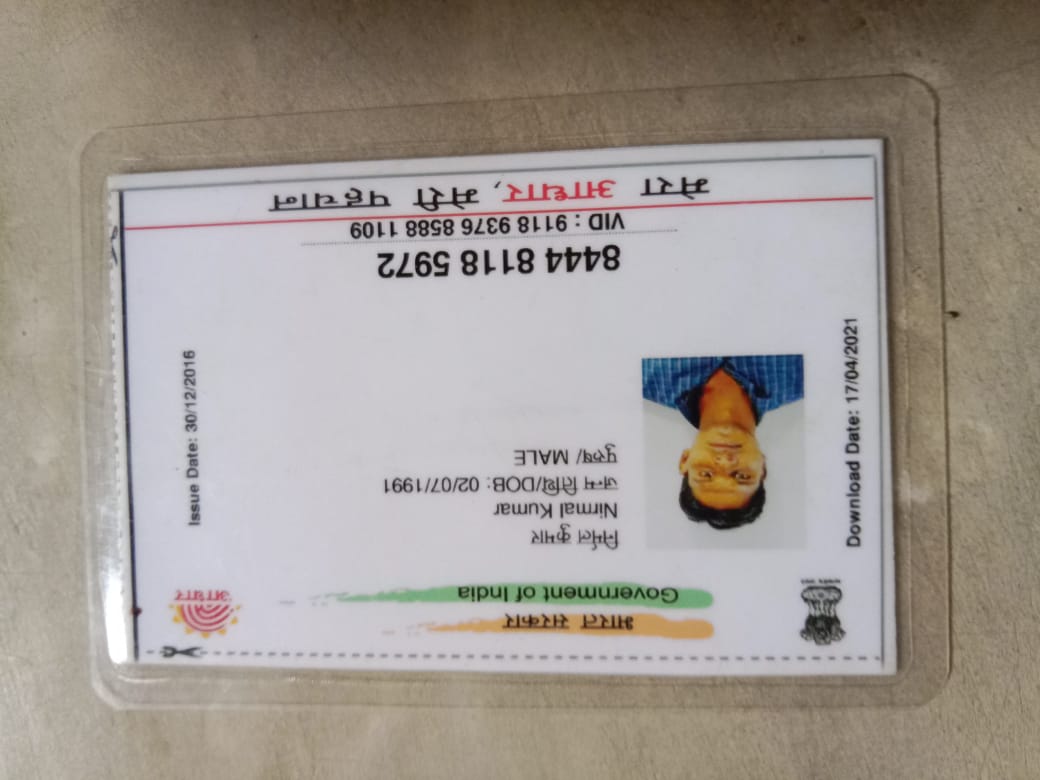 भारत सरकार
Government of India
आधार
Download Date: 17/04/2021
निर्मल कुमार
Nirmal Kumar
जन्म तिथि/DOB: 02/07/1991
पुरुष/ MALE
Issue Date: 30/12/2016
8444 8118 5972
VID : 9118 9376 8588 1109
मेरा आधार, मेरी पहचान